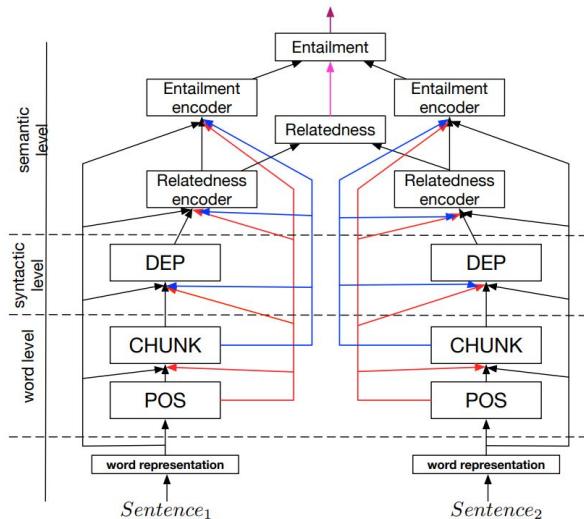 Entailment
Entailment
encoder
Entailment
encoder
Relatedness
Relatedness
encoder
Relatedness
encoder
DEP
DEP
CHUNK
CHUNK
POS
POS
word representation
word representation
Sentence₁
Sentence₂
semantic
level
syntactic
level
word level